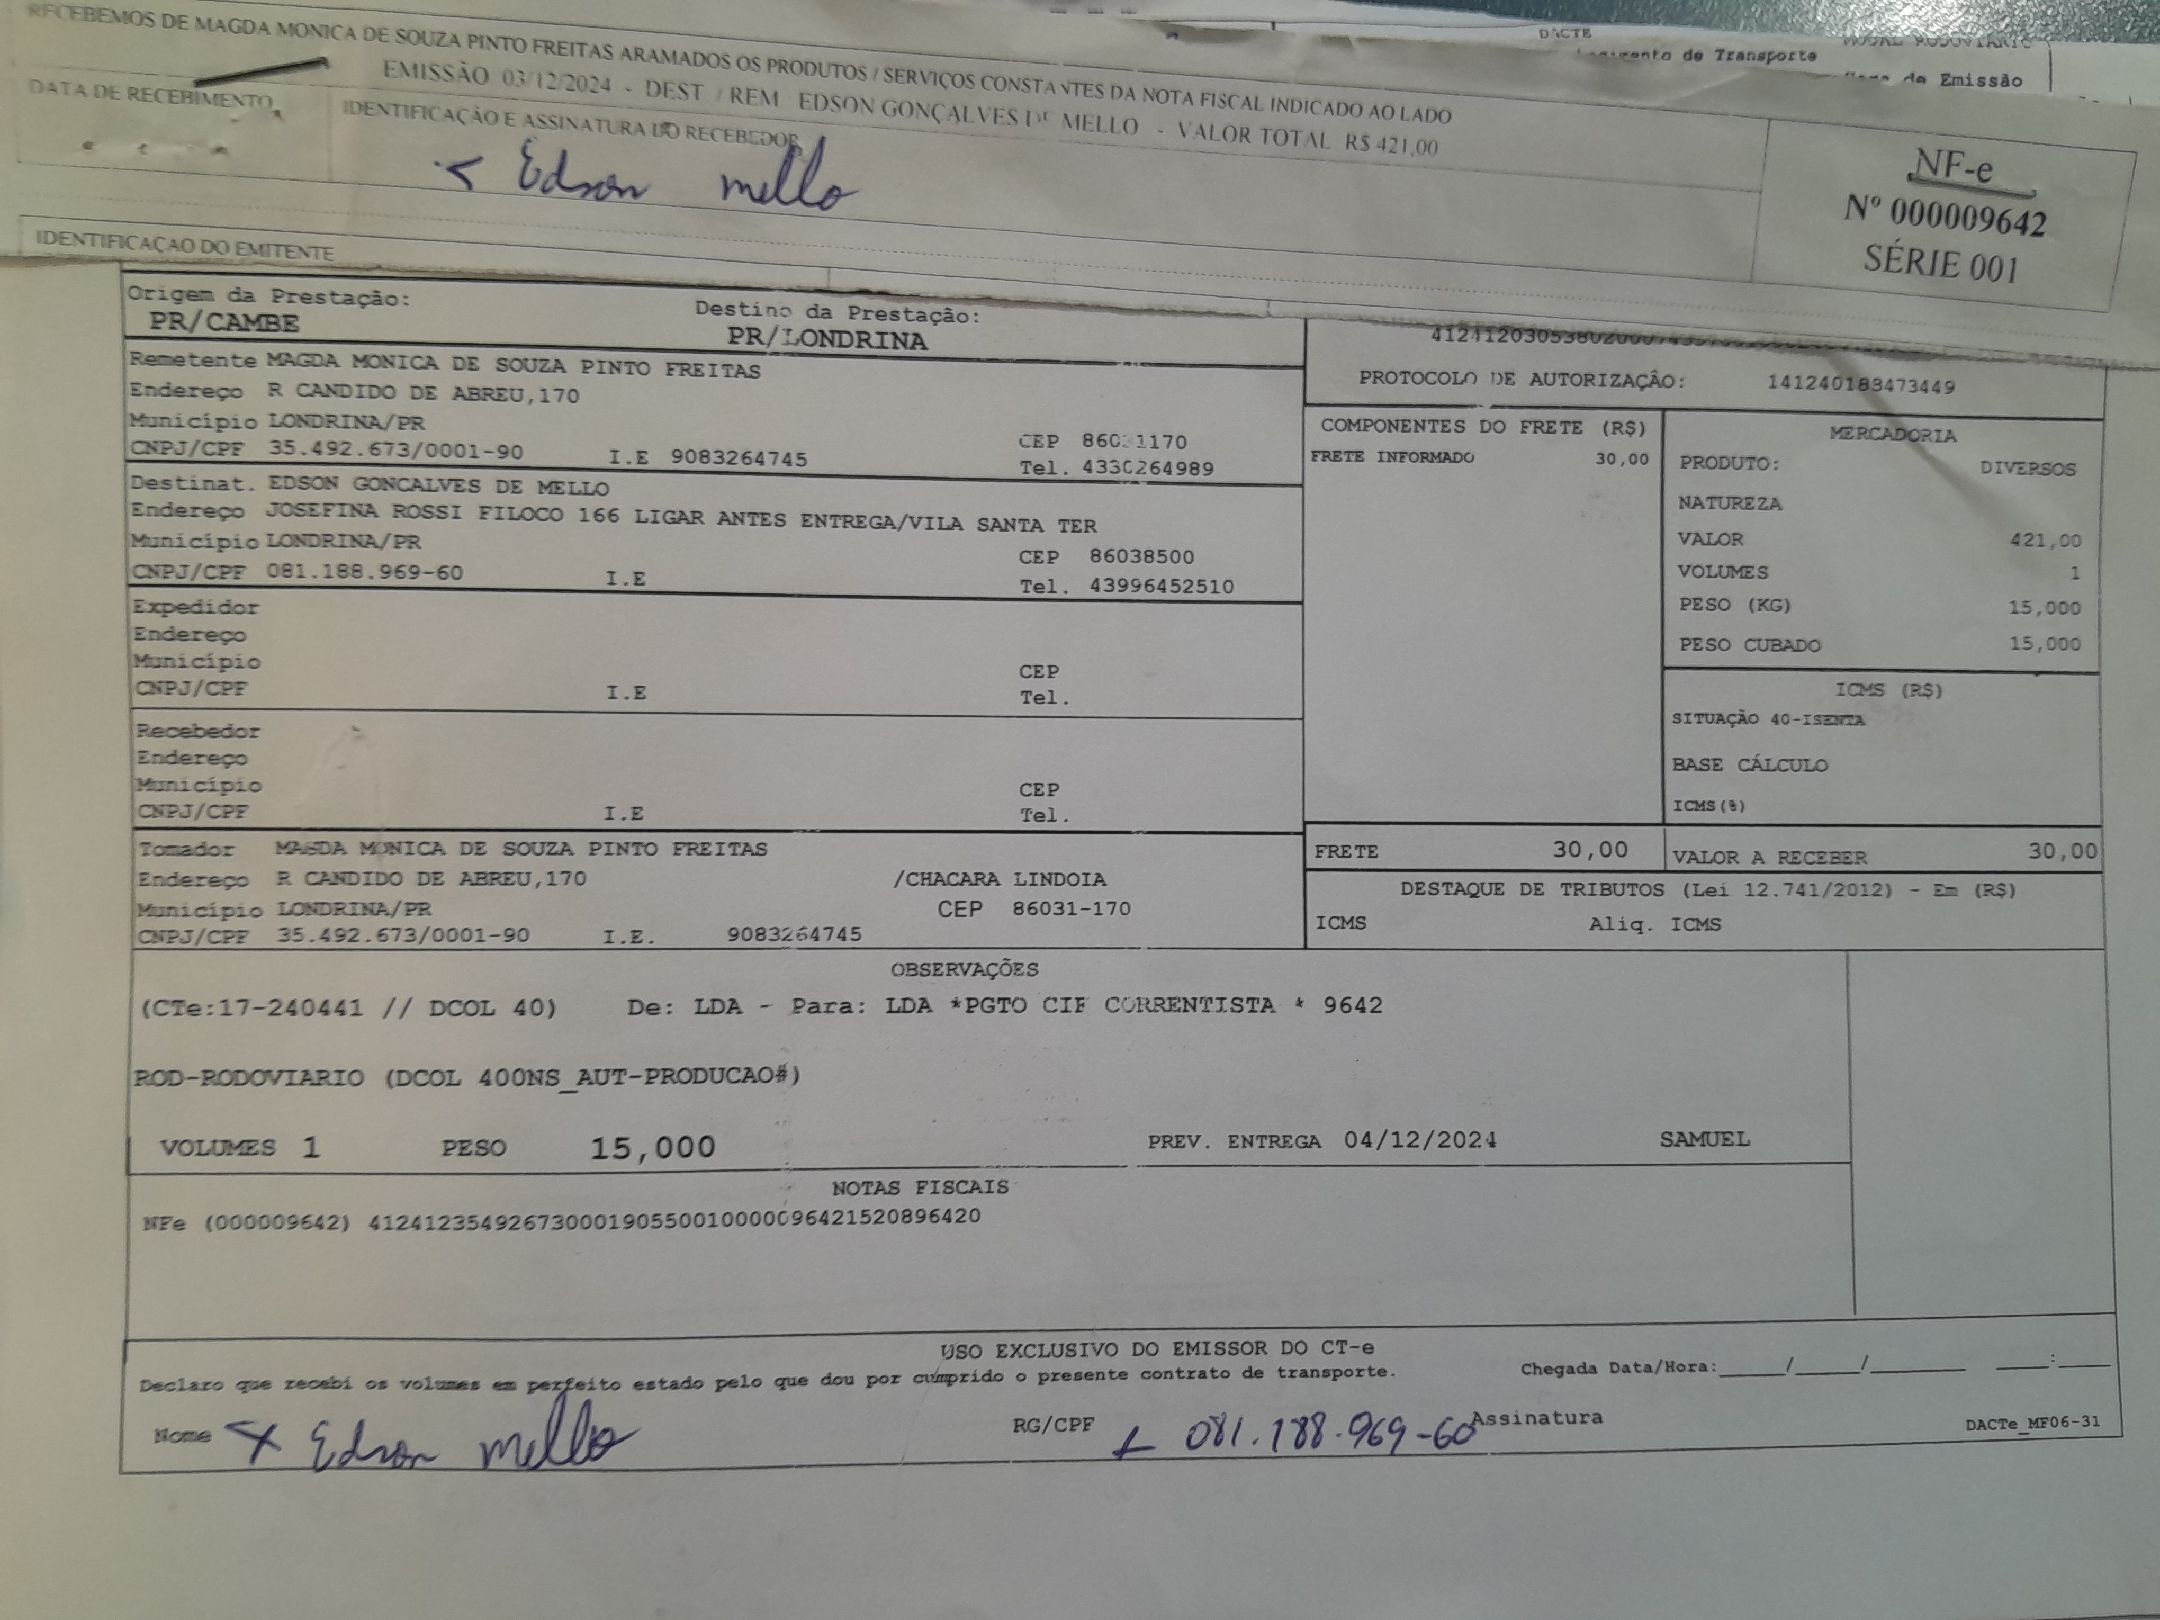 RECEBEMOS DE MAGDA MONICA DE SOUZA PINTO FREITAS ARAMADOS OS PRODUTOS / SERVIÇOS CONSTANTES DA NOTA FISCAL INDICADO AO LADO
EMISSÃO 03/12/2024 - DEST / REM EDSON GONÇALVES DE MELLO - VALOR TOTAL R$ 421,00
DATA DE RECEBIMENTO
IDENTIFICAÇÃO E ASSINATURA DO RECEBEDOR
Edson mello
NF-e
Nº 000009642
SÉRIE 001
DACTE
de Transporte
MODAL RODOVIARIO
de Emissão
IDENTIFICAÇAO DO EMITENTE
Origem da Prestação:
PR/CAMBE
Destino da Prestação:
PR/LONDRINA
Remetente MAGDA MONICA DE SOUZA PINTO FREITAS
Endereço R CANDIDO DE ABREU,170
Município LONDRINA/PR
CEP 86031170
CNPJ/CPF 35.492.673/0001-90 I.E 9083264745
Tel. 4330264989
Destinat. EDSON GONCALVES DE MELLO
Endereço JOSEFINA ROSSI FILOCO 166 LIGAR ANTES ENTREGA/VILA SANTA TER
Município LONDRINA/PR CEP 86038500
CNPJ/CPF 081.188.969-60 I.E Tel. 43996452510
Expedidor
Endereço
Município CEP
CNPJ/CPF I.E Tel.
Recebedor
Endereço
Município CEP
CNPJ/CPF I.E Tel.
Tomador MAGDA MONICA DE SOUZA PINTO FREITAS
Endereço R CANDIDO DE ABREU,170 /CHACARA LINDOIA
Município LONDRINA/PR CEP 86031-170
CNPJ/CPF 35.492.673/0001-90 I.E. 9083264745
PROTOCOLO DE AUTORIZAÇÃO: 141240183473449
COMPONENTES DO FRETE (R$)
FRETE INFORMADO 30,00
MERCADORIA
PRODUTO: DIVERSOS
NATUREZA
VALOR 421,00
VOLUMES 1
PESO (KG) 15,000
PESO CUBADO 15,000
ICMS (R$)
SITUAÇÃO 40-ISENTA
BASE CÁLCULO
ICMS(%)
FRETE 30,00
VALOR A RECEBER 30,00
DESTAQUE DE TRIBUTOS (Lei 12.741/2012) - Em (R$)
ICMS Aliq. ICMS
OBSERVAÇÕES
(CTe:17-240441 // DCOL 40) De: LDA - Para: LDA *PGTO CIF CORRENTISTA * 9642
ROD-RODOVIARIO (DCOL 400NS_AUT-PRODUCAO#)
VOLUMES 1 PESO 15,000 PREV. ENTREGA 04/12/2024 SAMUEL
NOTAS FISCAIS
NFe (000009642) 41241235492673000190550010000096421520896420
USO EXCLUSIVO DO EMISSOR DO CT-e
Declaro que recebi os volumes em perfeito estado pelo que dou por cumprido o presente contrato de transporte.
Chegada Data/Hora:_____/_____/_______ ____:____
Nome X Edson mello RG/CPF 081.188.969-60 Assinatura
DACTe_MF06-31